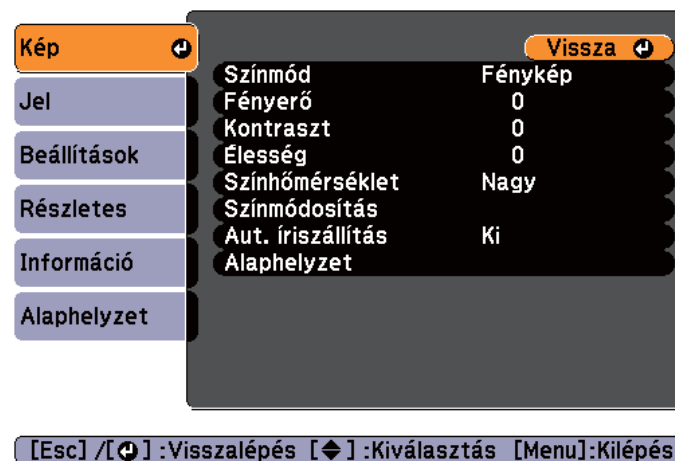 Kép
Jel
Beállítások
Részletes
Információ
Alaphelyzet
Vissza
Színmód Fénykép
Fényerő 0
Kontraszt 0
Élesség 0
Színhőmérséklet Nagy
Színmódosítás
Aut. íriszállítás Ki
Alaphelyzet
[Esc] /[ ] :Visszalépés [ ] :Kiválasztás [Menu]:Kilépés